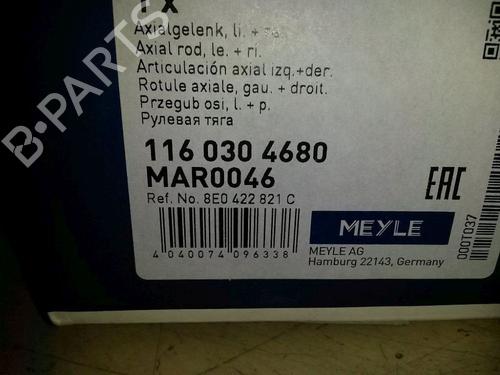 Axialgelenk, li. +
Axial rod, le. + ri.
Articulación axial izq.+der.
Rotule axiale, gau. + droit.
Przegub osi, l. + p.
Рулевая тяга
116 030 4680
MAR0046
Ref. No. 8E0 422 821 C
4 040074 096338
EAC
MEYLE
MEYLE AG
Hamburg 22143, Germany
000T037
B-PARTS